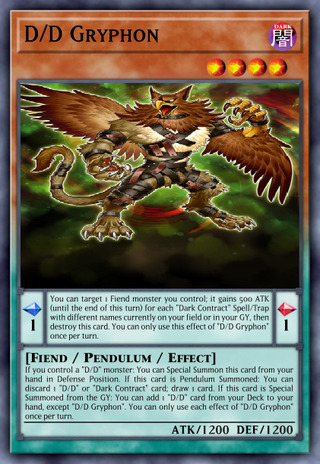 D/D Gryphon
DARK
闇
You can target 1 Fiend monster you control; it gains 500 ATK
(until the end of this turn) for each "Dark Contract" Spell/Trap
with different names currently on your field or in your GY, then
destroy this card. You can only use this effect of "D/D Gryphon"
once per turn.
1
1
[Fiend / Pendulum / Effect]
If you control a "D/D" monster: You can Special Summon this card from your
hand in Defense Position. If this card is Pendulum Summoned: You can
discard 1 "D/D" or "Dark Contract" card; draw 1 card. If this card is Special
Summoned from the GY: You can add 1 "D/D" card from your Deck to your
hand, except "D/D Gryphon". You can only use each effect of "D/D Gryphon"
once per turn.
ATK/1200 DEF/1200